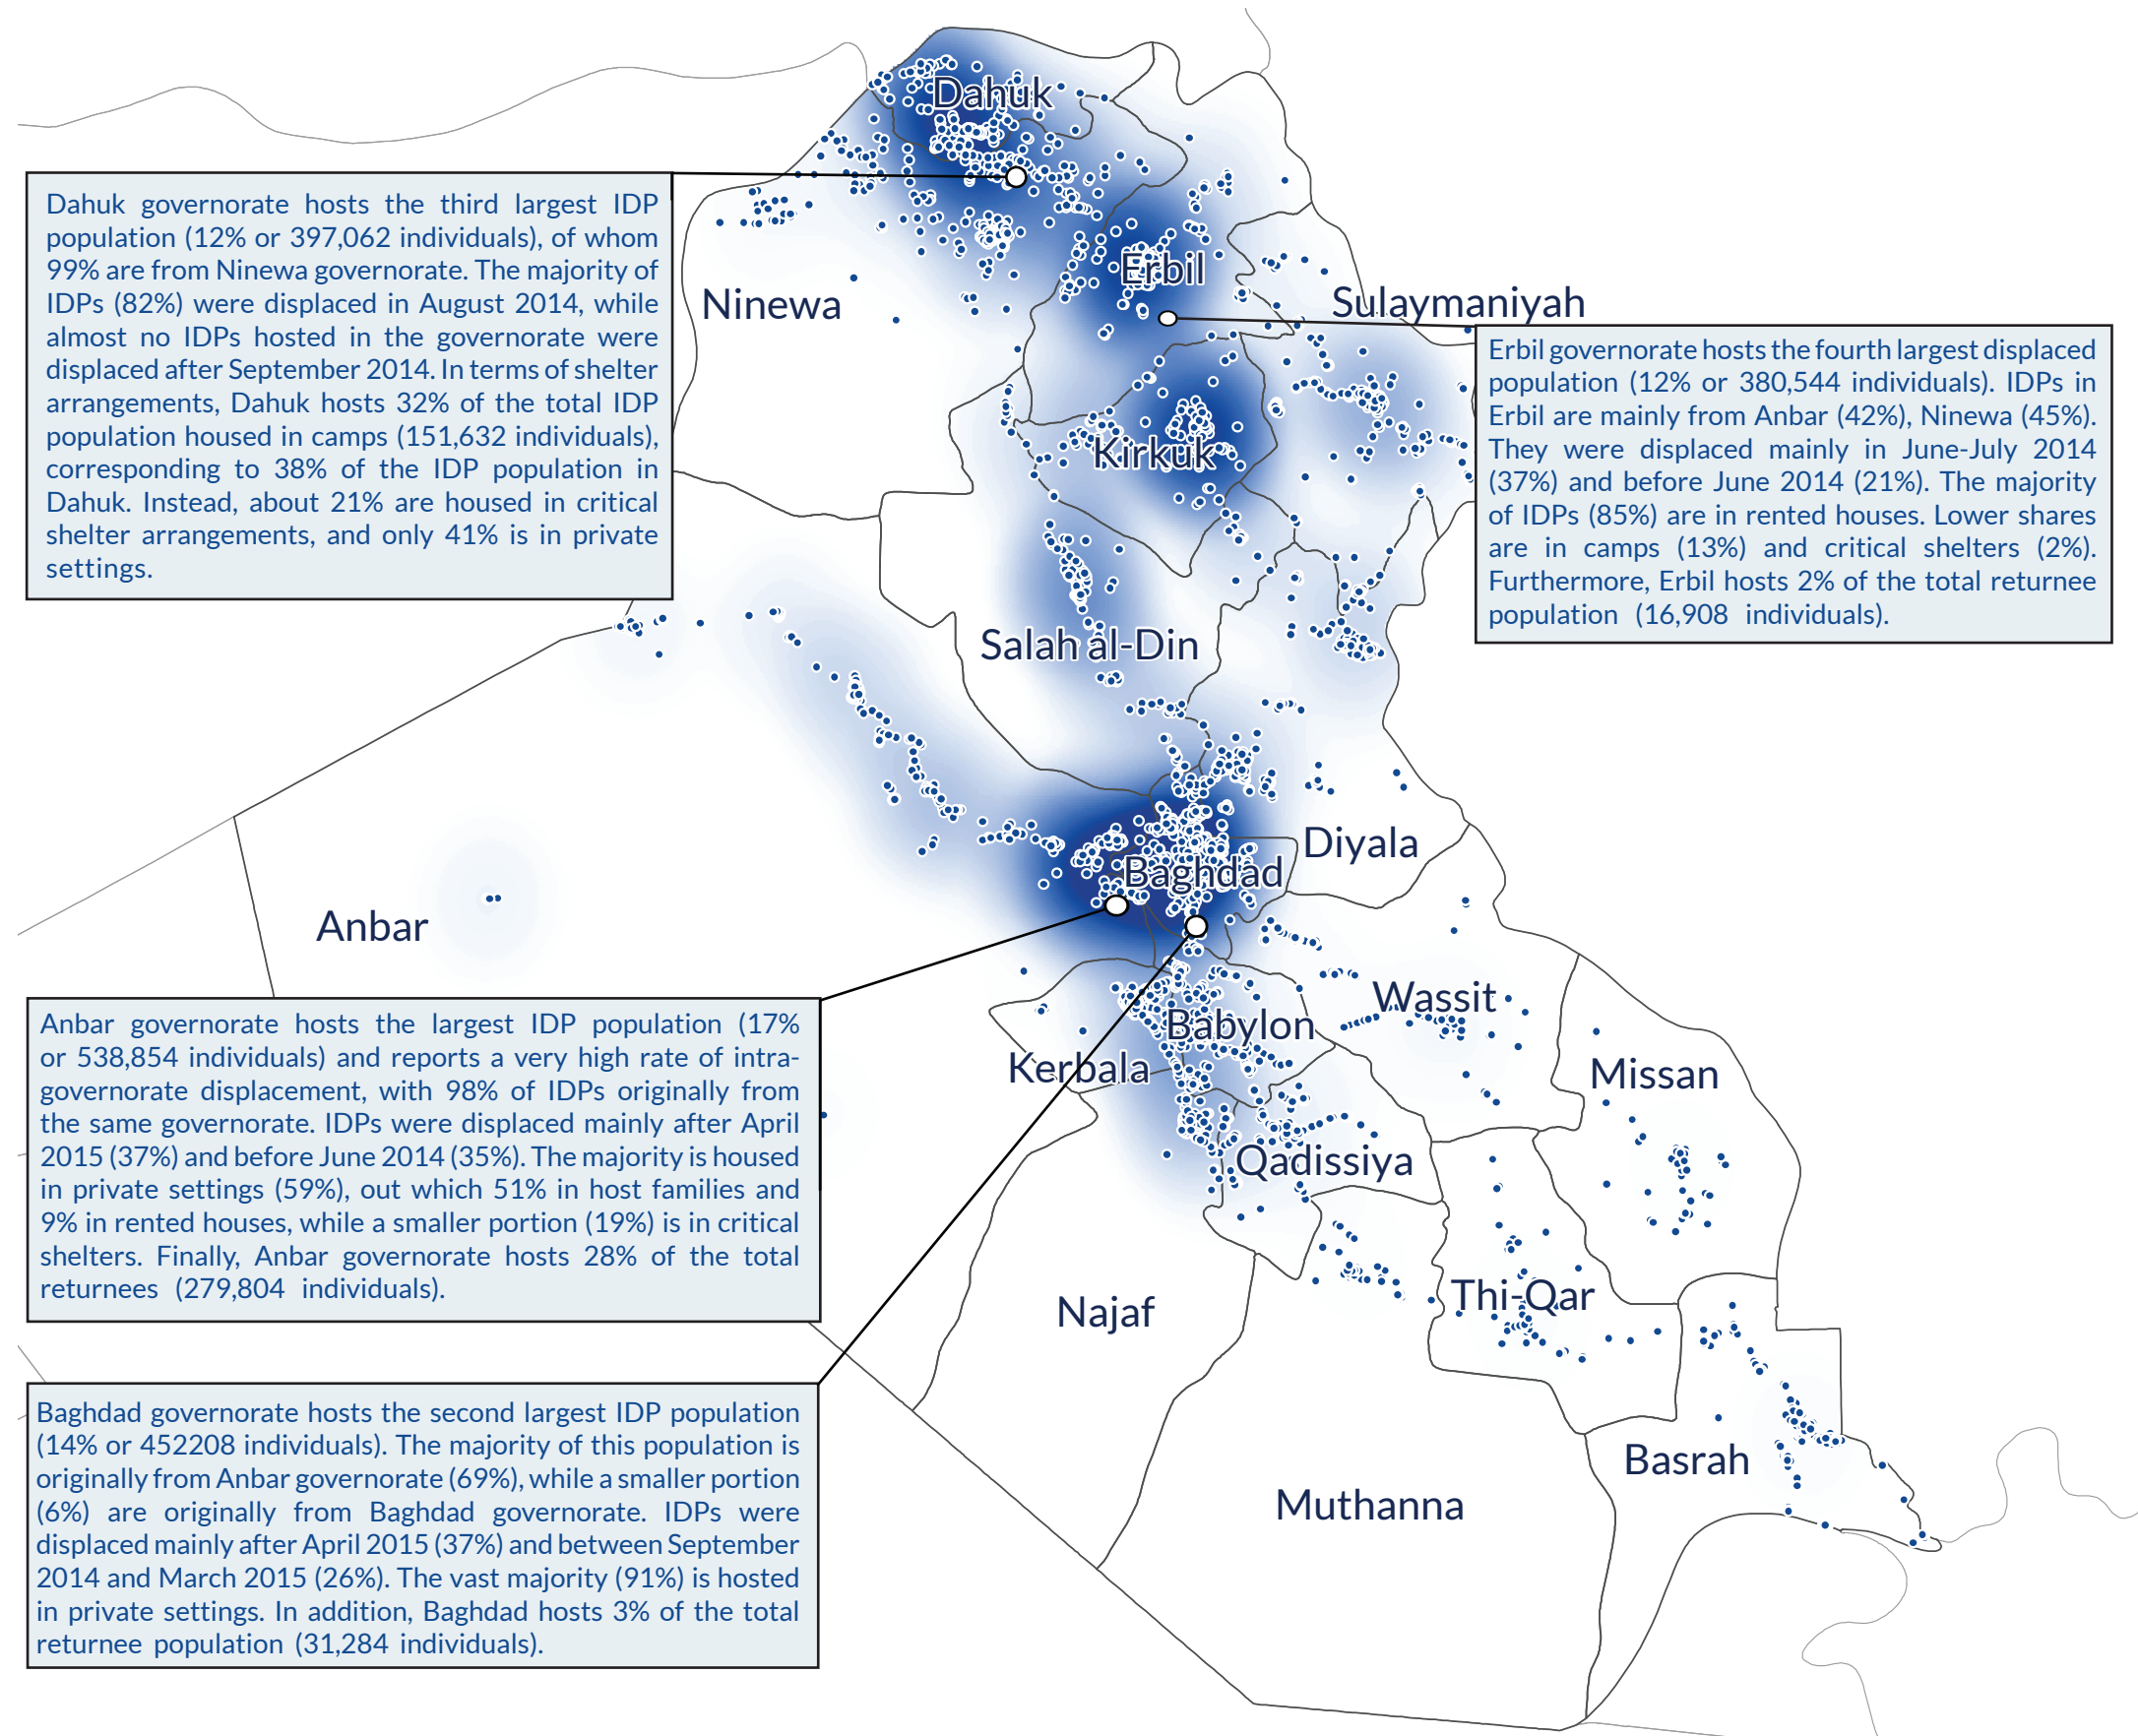 Dahuk
Dahuk governorate hosts the third largest IDP
population (12% or 397,062 individuals), of whom
99% are from Ninewa governorate. The majority of
IDPs (82%) were displaced in August 2014, while
almost no IDPs hosted in the governorate were
displaced after September 2014. In terms of shelter
arrangements, Dahuk hosts 32% of the total IDP
population housed in camps (151,632 individuals),
corresponding to 38% of the IDP population in
Dahuk. Instead, about 21% are housed in critical
shelter arrangements, and only 41% is in private
settings.
Erbil
Ninewa
Sulaymaniyah
Erbil governorate hosts the fourth largest displaced
population (12% or 380,544 individuals). IDPs in
Erbil are mainly from Anbar (42%), Ninewa (45%).
They were displaced mainly in June-July 2014
(37%) and before June 2014 (21%). The majority
of IDPs (85%) are in rented houses. Lower shares
are in camps (13%) and critical shelters (2%).
Furthermore, Erbil hosts 2% of the total returnee
population (16,908 individuals).
Kirkuk
Salah al-Din
Diyala
Baghdad
Anbar
Wassit
Babylon
Kerbala
Missan
Anbar governorate hosts the largest IDP population (17%
or 538,854 individuals) and reports a very high rate of intra-
governorate displacement, with 98% of IDPs originally from
the same governorate. IDPs were displaced mainly after April
2015 (37%) and before June 2014 (35%). The majority is housed
in private settings (59%), out which 51% in host families and
9% in rented houses, while a smaller portion (19%) is in critical
shelters. Finally, Anbar governorate hosts 28% of the total
returnees (279,804 individuals).
Qadissiya
Thi-Qar
Najaf
Baghdad governorate hosts the second largest IDP population
(14% or 452208 individuals). The majority of this population is
originally from Anbar governorate (69%), while a smaller portion
(6%) are originally from Baghdad governorate. IDPs were
displaced mainly after April 2015 (37%) and between September
2014 and March 2015 (26%). The vast majority (91%) is hosted
in private settings. In addition, Baghdad hosts 3% of the total
returnee population (31,284 individuals).
Basrah
Muthanna